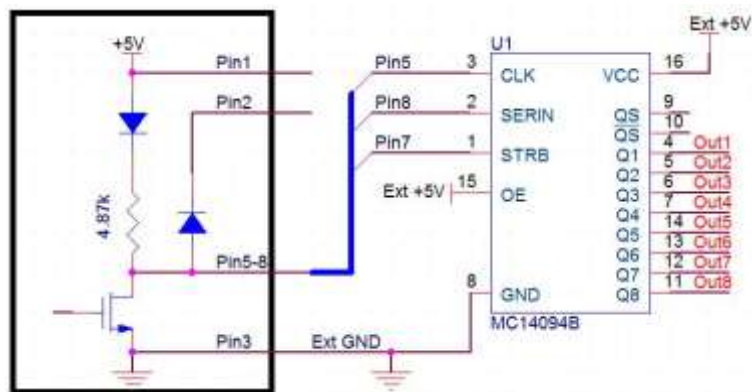 +5V
Pin1
Pin2
4.87k
Pin5-8
Pin3
Ext GND
Pin5
Pin8
Pin7
Ext +5V
U1
3
CLK
2
SERIN
1
STRB
15
OE
8
GND
MC14094B
Ext +5V
VCC
16
QS
9
QS
10
Q1
4
Out1
Q2
5
Out2
Q3
6
Out3
Q4
7
Out4
Q5
14
Out5
Q6
13
Out6
Q7
12
Out7
Q8
11
Out8